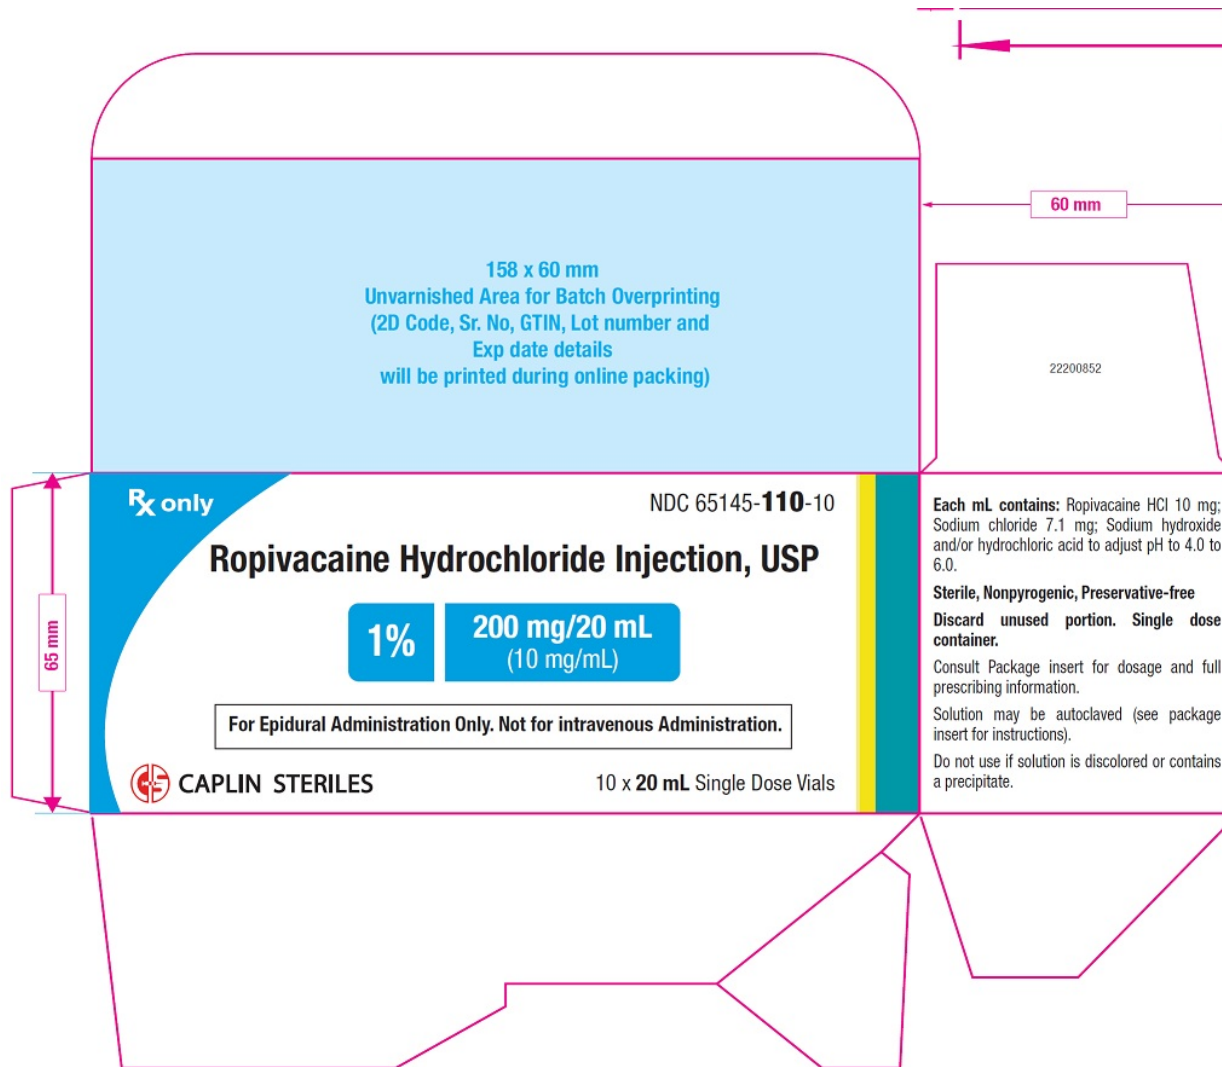 60 mm
158 x 60 mm
Unvarnished Area for Batch Overprinting
(2D Code, Sr. No, GTIN, Lot number and
Exp date details
will be printed during online packing)
22200852
65 mm
Rx only
NDC 65145-110-10
Ropivacaine Hydrochloride Injection, USP
1%
200 mg/20 mL
(10 mg/mL)
For Epidural Administration Only. Not for intravenous Administration.
CAPLIN STERILES
10 x 20 mL Single Dose Vials
Each mL contains: Ropivacaine HCl 10 mg;
Sodium chloride 7.1 mg; Sodium hydroxide
and/or hydrochloric acid to adjust pH to 4.0 to
6.0.
Sterile, Nonpyrogenic, Preservative-free
Discard unused portion. Single dose
container.
Consult Package insert for dosage and full
prescribing information.
Solution may be autoclaved (see package
insert for instructions).
Do not use if solution is discolored or contains
a precipitate.